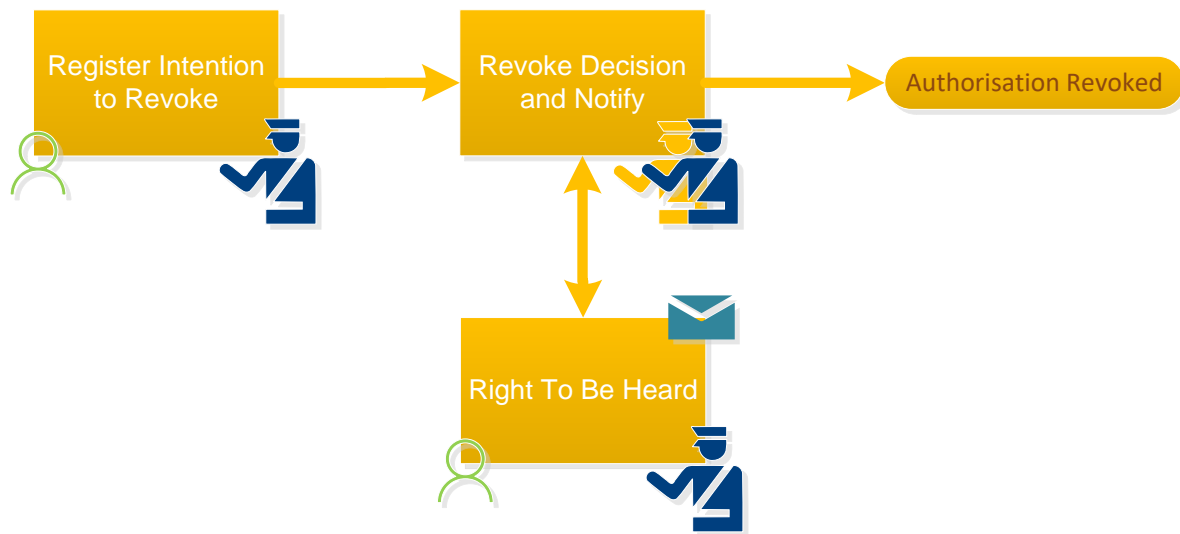 Register Intention
to Revoke
Revoke Decision
and Notify
Authorisation Revoked
Right To Be Heard